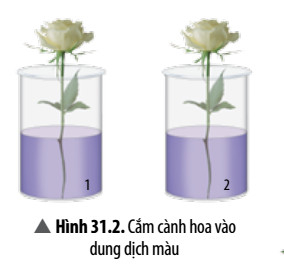 1 2
▲ Hình 31.2. Cắm cành hoa vào
dung dịch màu